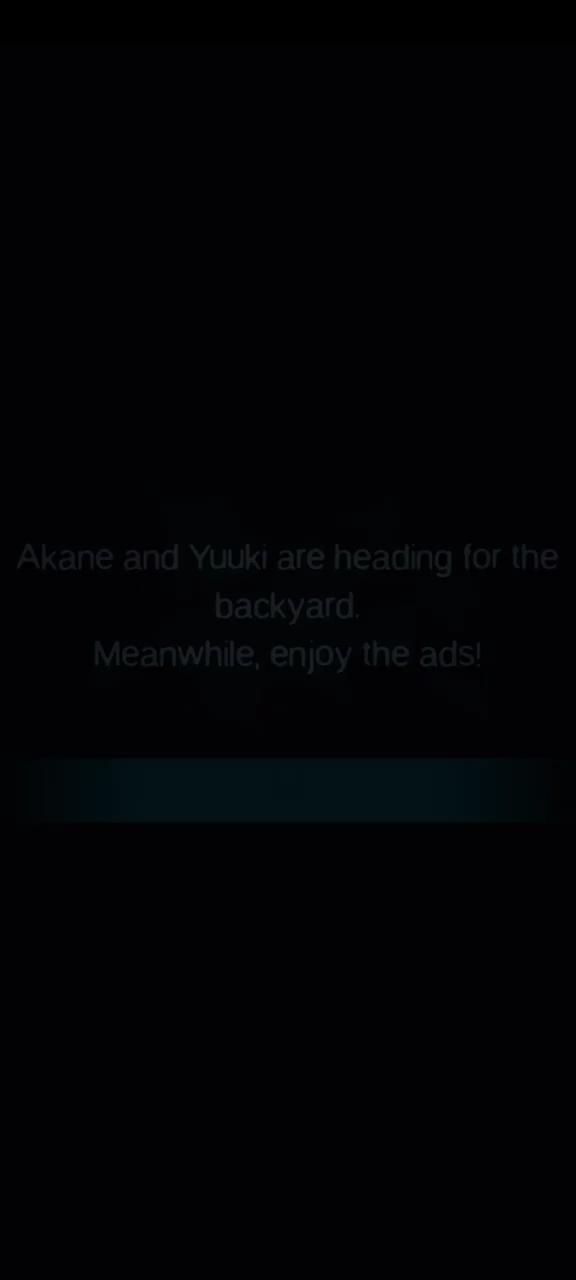 Akane and Yuuki are heading for the
backyard.
Meanwhile, enjoy the ads!